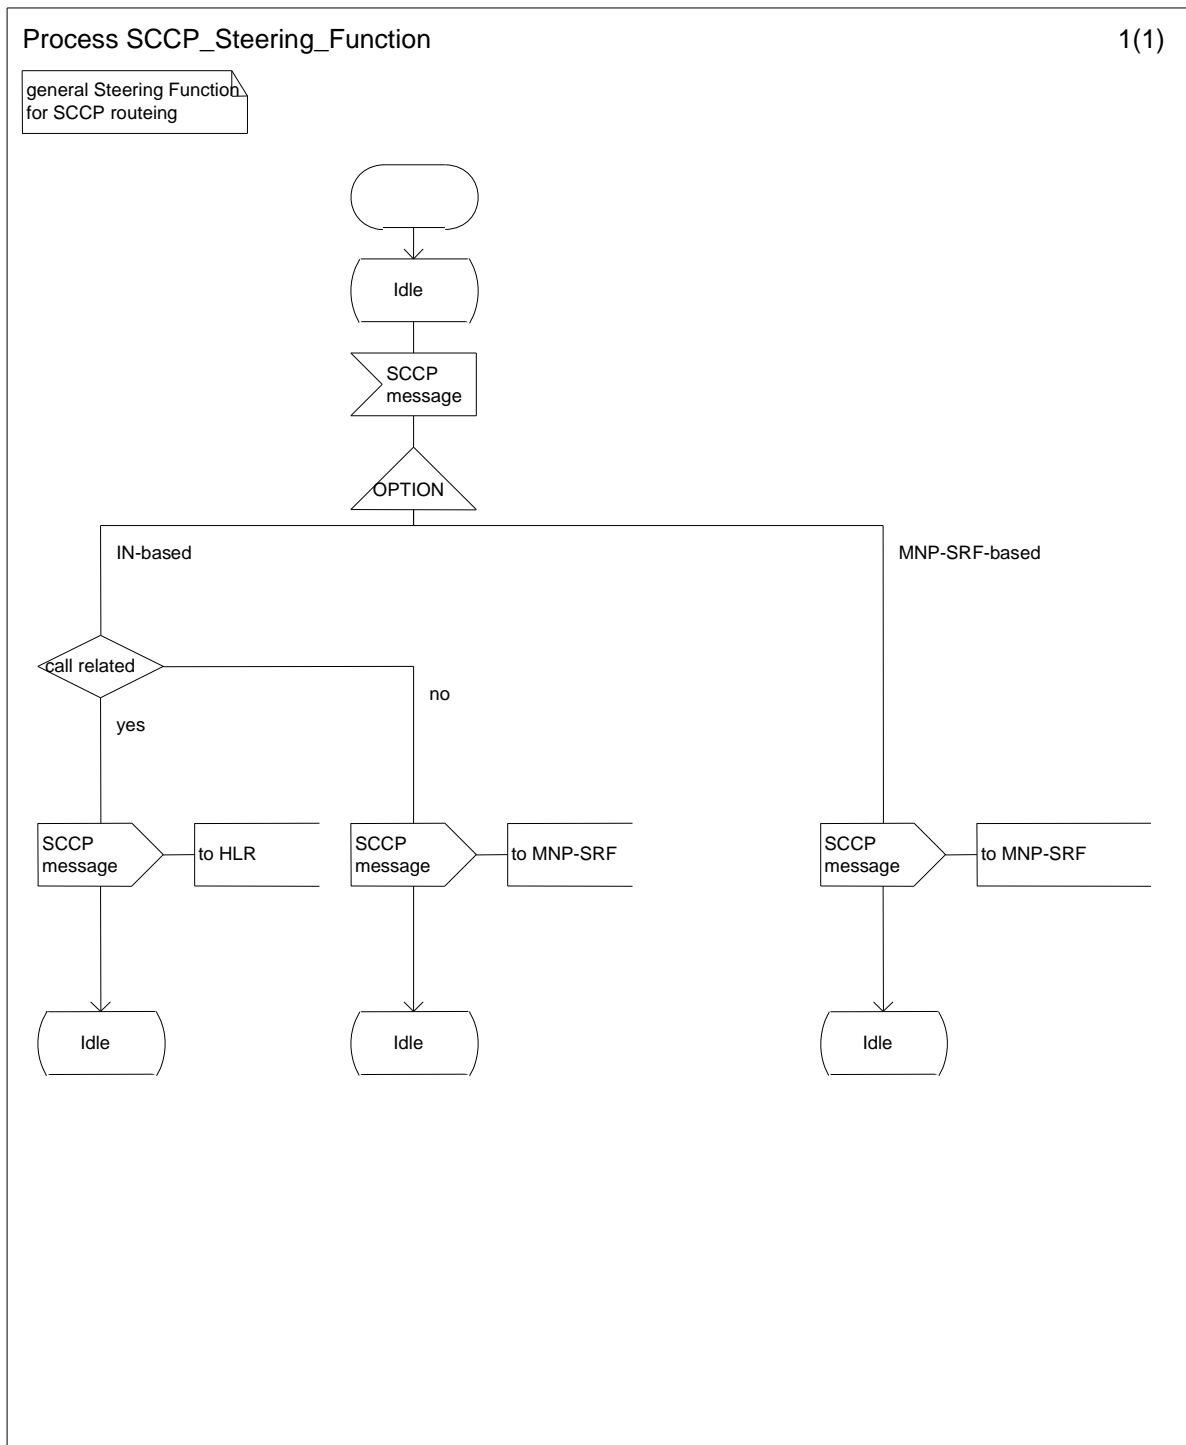 Process SCCP_Steering_Function
1(1)
general Steering Function
for SCCP routeing
Idle
SCCP
message
OPTION
IN-based
MNP-SRF-based
call related
no
yes
SCCP
message
to HLR
SCCP
message
to MNP-SRF
SCCP
message
to MNP-SRF
Idle
Idle
Idle